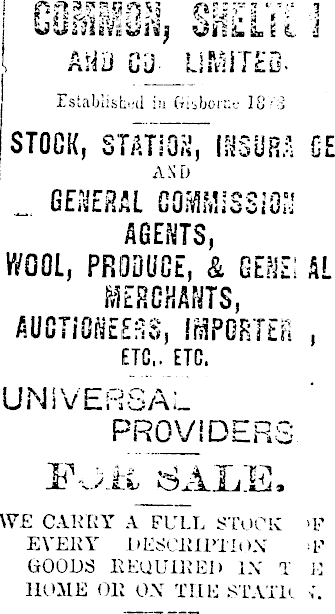 COMMON, SHELTON
AND CO. LIMITED.
Established in Gisborne 1878
STOCK, STATION, INSURANCE
AND
GENERAL COMMISSION
AGENTS,
WOOL, PRODUCE, & GENERAL
MERCHANTS,
AUCTIONEERS, IMPORTERS,
ETC., ETC.
UNIVERSAL
PROVIDERS
FOR SALE.
WE CARRY A FULL STOCK OF
EVERY DESCRIPTION OF
GOODS REQUIRED IN THE
HOME OR ON THE STATION.